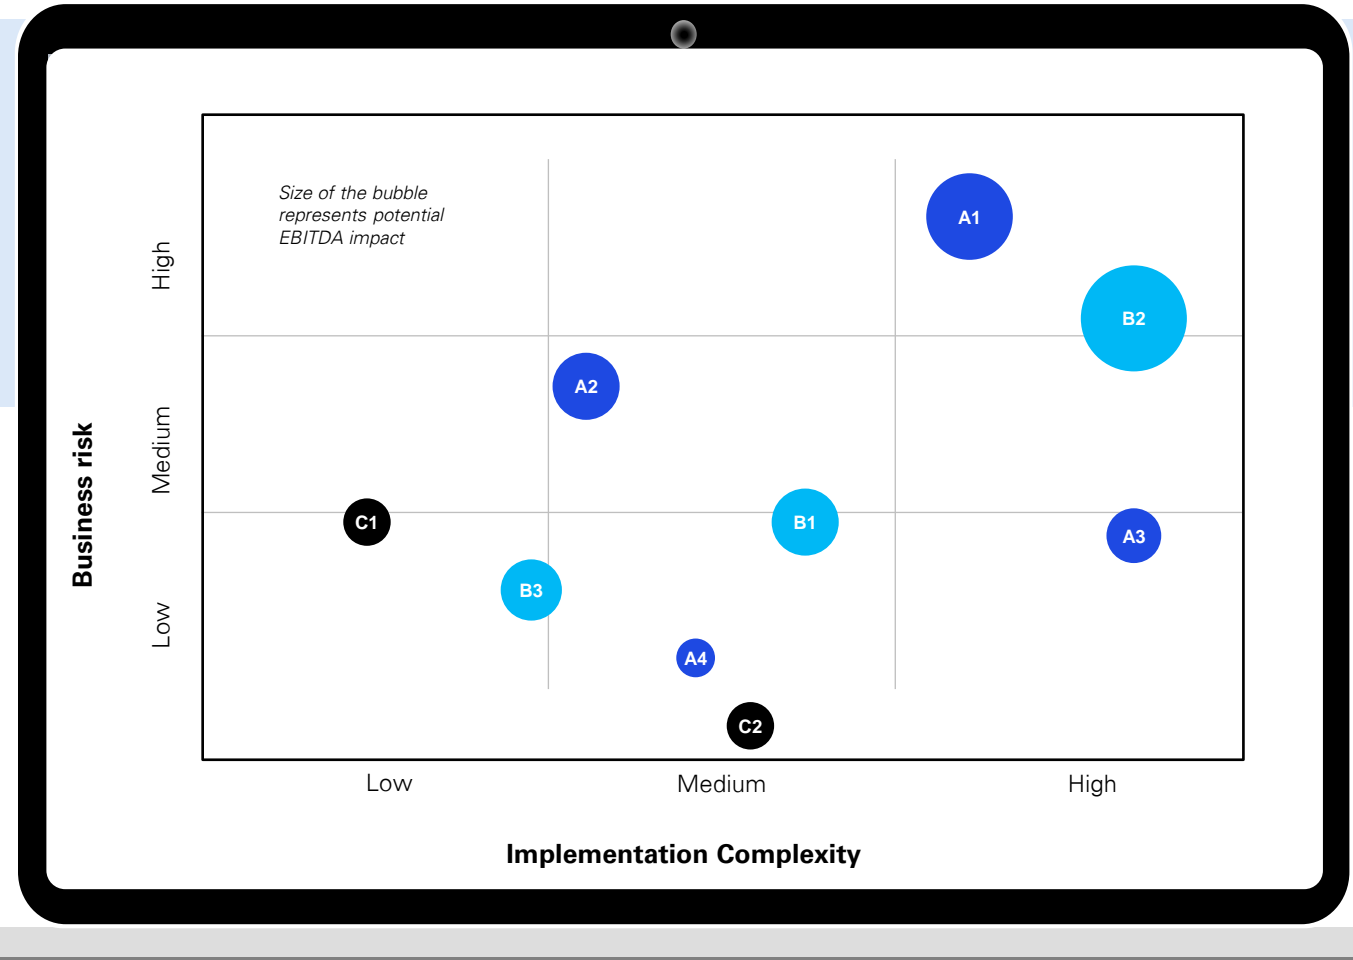 Size of the bubble
represents potential
EBITDA impact
A1
High
B2
A2
Medium
Business risk
C1
B1
A3
B3
Low
A4
C2
Low
Medium
High
Implementation Complexity